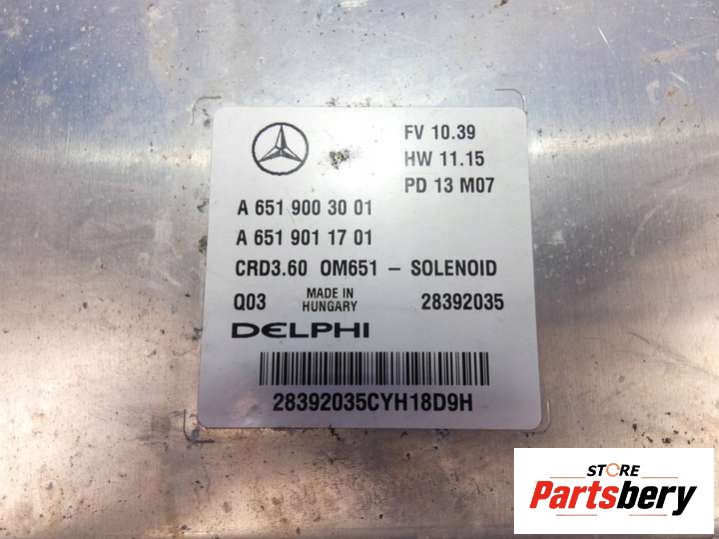 FV 10.39
HW 11.15
PD 13 M07
A 651 900 30 01
A 651 901 17 01
CRD3.60 OM651 – SOLENOID
Q03 MADE IN HUNGARY 28392035
DELPHI
28392035CYH18D9H
STORE
Partsbery